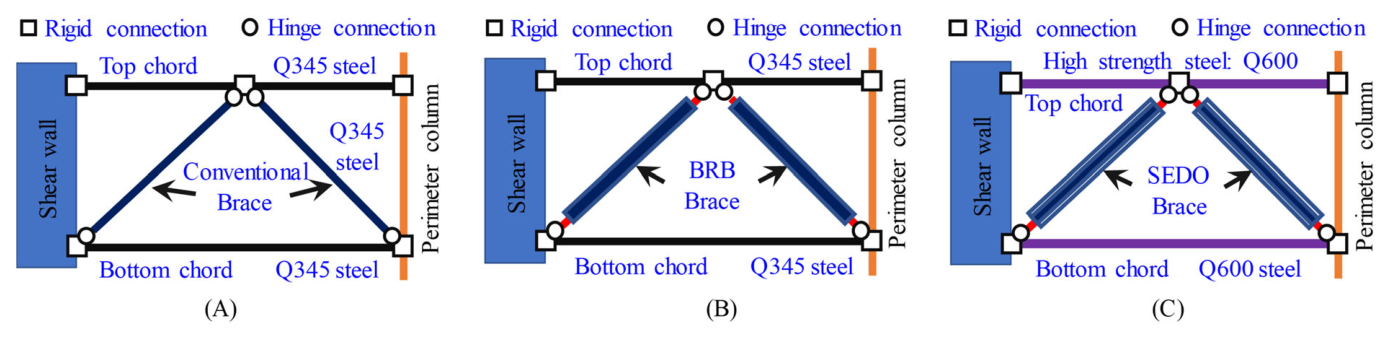 Rigid connection Hinge connection
Top chord Q345 steel
Shear wall
Conventional
Brace
Q345
steel
Perimeter column
Bottom chord Q345 steel
(A)
Rigid connection Hinge connection
Top chord Q345 steel
Shear wall
BRB
Brace
Perimeter column
Bottom chord Q345 steel
(B)
Rigid connection Hinge connection
High strength steel: Q600
Top chord
Shear wall
SEDO
Brace
Perimeter column
Bottom chord Q600 steel
(C)